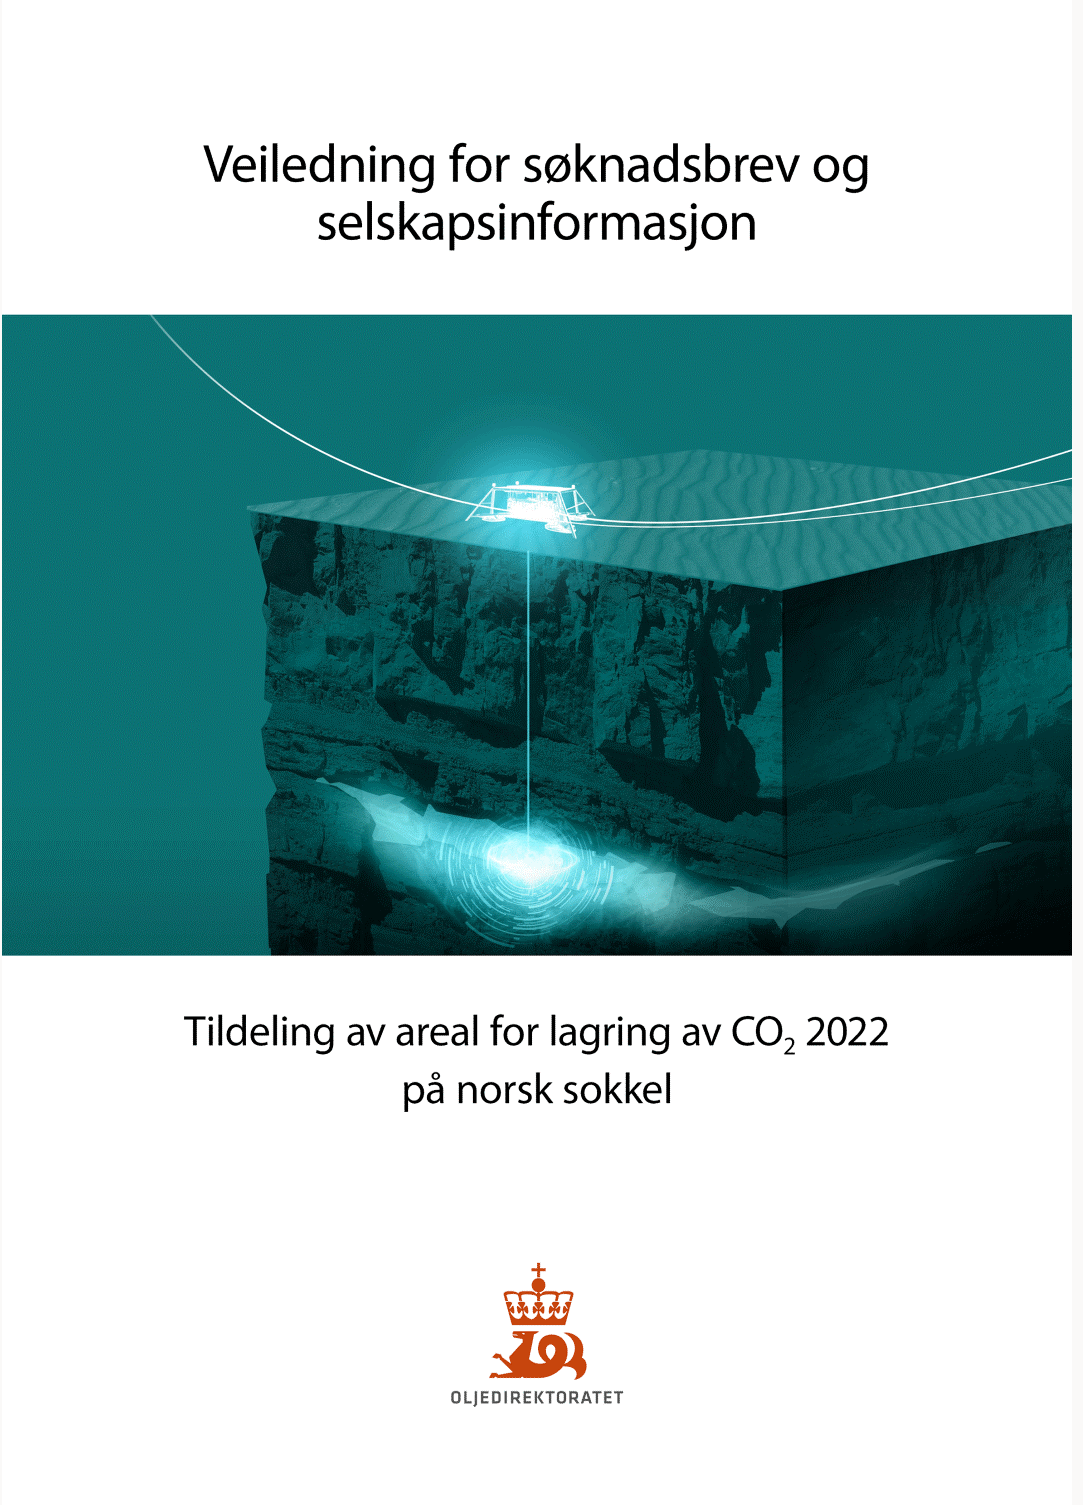 Veiledning for søknadsbrev og
selskapsinformasjon
Tildeling av areal for lagring av CO₂ 2022
på norsk sokkel
OLJEDIREKTORATET